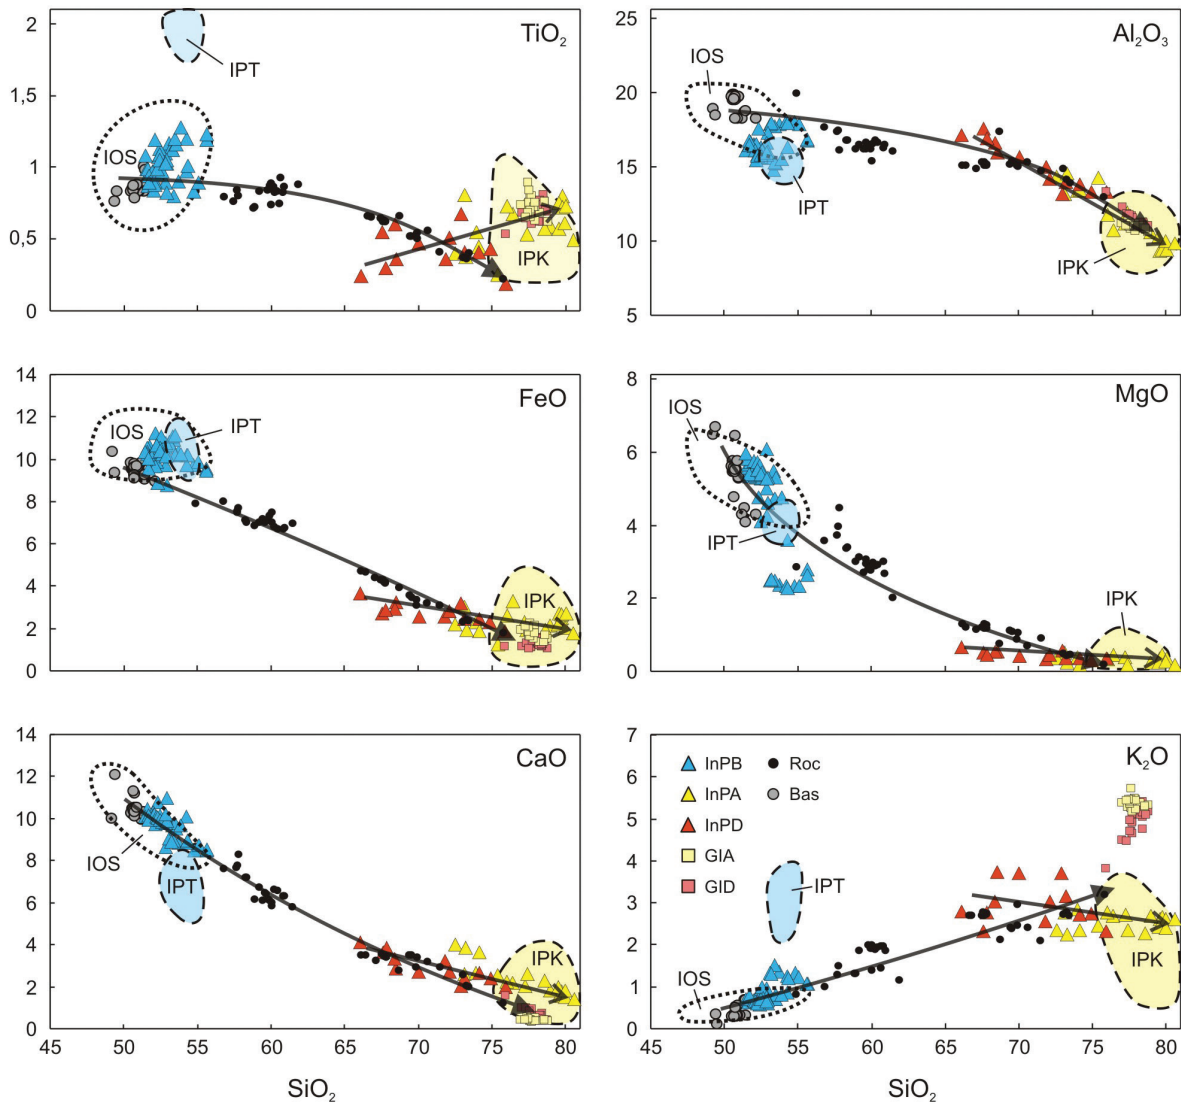 TiO₂
2
1,5
1
0,5
0
IPT
IOS
IPK
Al₂O₃
25
20
15
10
5
IOS
IPT
IPK
FeO
14
12
10
8
6
4
2
0
IOS
IPT
IPK
MgO
8
6
4
2
0
IOS
IPT
IPK
CaO
14
12
10
8
6
4
2
0
IOS
IPT
IPK
45 50 55 60 65 70 75 80
SiO₂
K₂O
7
6
5
4
3
2
1
0
InPB
InPA
InPD
GIA
GID
Roc
Bas
IPT
IOS
IPK
45 50 55 60 65 70 75 80
SiO₂